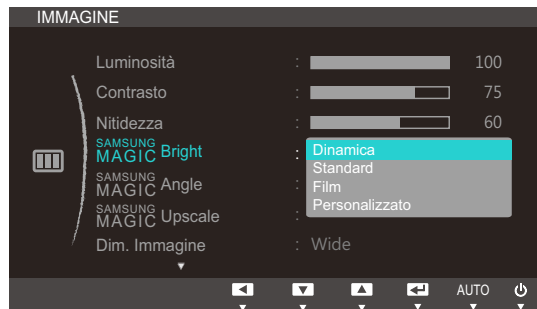 IMMAGINE
Luminosità : 100
Contrasto : 75
Nitidezza : 60
SAMSUNG MAGIC Bright : Dinamica
Standard
SAMSUNG MAGIC Angle : Film
Personalizzato
SAMSUNG MAGIC Upscale :
Dim. Immagine : Wide
AUTO